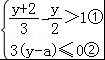 { (y+2)/3 - y/2 > 1①
3(y-a)≤0②